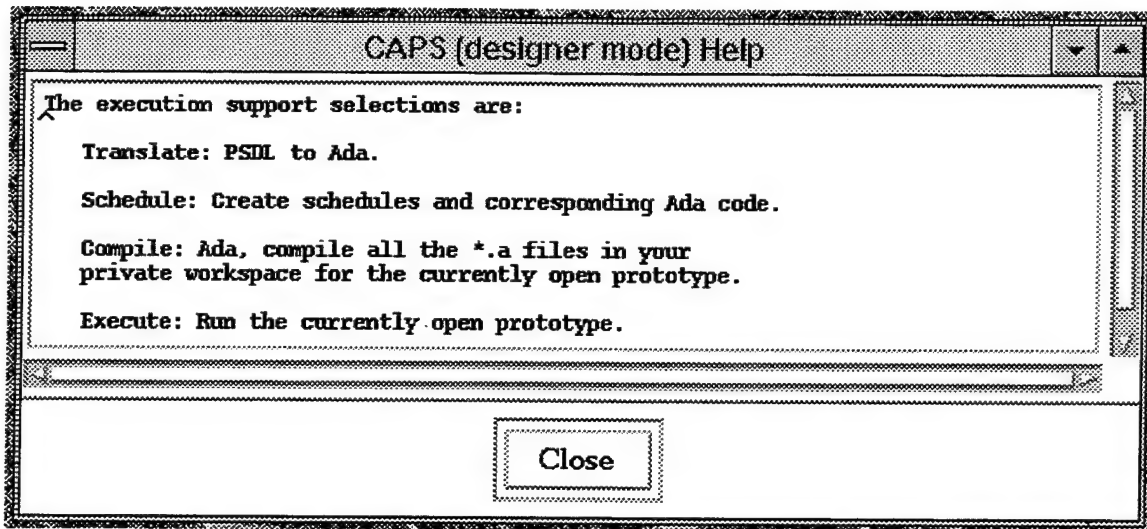 CAPS (designer mode) Help
The execution support selections are:
Translate: PSDL to Ada.
Schedule: Create schedules and corresponding Ada code.
Compile: Ada, compile all the *.a files in your
private workspace for the currently open prototype.
Execute: Run the currently open prototype.
Close